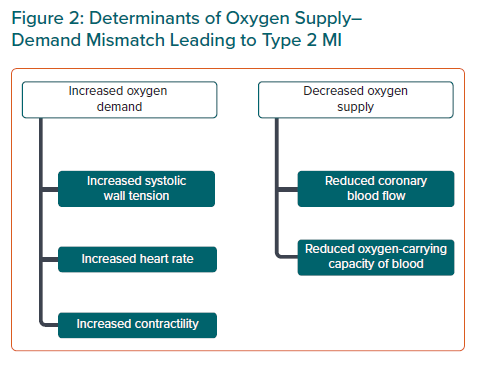 Figure 2: Determinants of Oxygen Supply–
Demand Mismatch Leading to Type 2 MI
Increased oxygen
demand
Increased systolic
wall tension
Increased heart rate
Increased contractility
Decreased oxygen
supply
Reduced coronary
blood flow
Reduced oxygen-carrying
capacity of blood